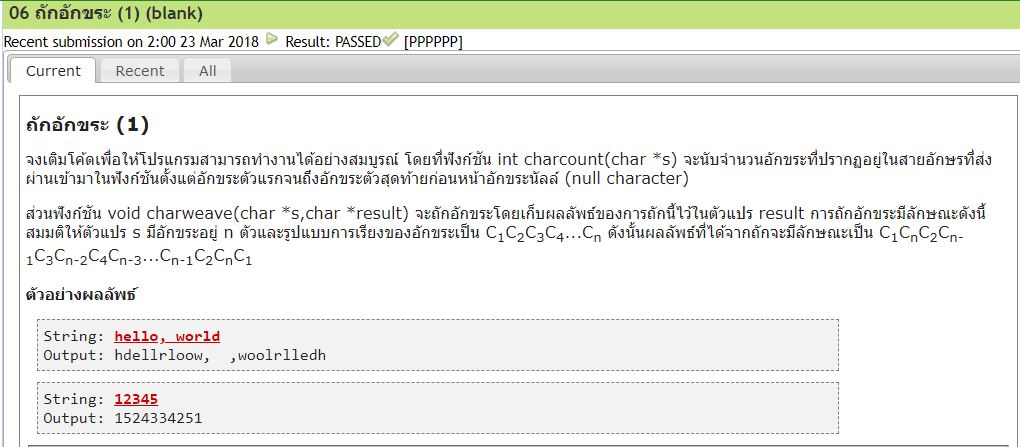 06 ถักอักขระ (1) (blank)
Recent submission on 2:00 23 Mar 2018 Result: PASSED [PPPPPP]
Current Recent All
ถักอักขระ (1)
จงเติมโค้ดเพื่อให้โปรแกรมสามารถทำงานได้อย่างสมบูรณ์ โดยที่ฟังก์ชัน int charcount(char *s) จะนับจำนวนอักขระที่ปรากฏอยู่ในสายอักษรที่ส่ง
ผ่านเข้ามาในฟังก์ชันตั้งแต่อักขระตัวแรกจนถึงอักขระตัวสุดท้ายก่อนหน้าอักขระนัลล์ (null character)
ส่วนฟังก์ชัน void charweave(char *s,char *result) จะถักอักขระโดยเก็บผลลัพธ์ของการถักนี้ไว้ในตัวแปร result การถักอักขระมีลักษณะดังนี้
สมมติให้ตัวแปร s มีอักขระอยู่ n ตัวและรูปแบบการเรียงของอักขระเป็น C1C2C3C4...Cn ดังนั้นผลลัพธ์ที่ได้จากถักจะมีลักษณะเป็น C1CnC2Cn-
1C3Cn-2C4Cn-3...Cn-1C2CnC1
ตัวอย่างผลลัพธ์
String: hello, world
Output: hdellrloow,  ,woolrlledh
String: 12345
Output: 1524334251